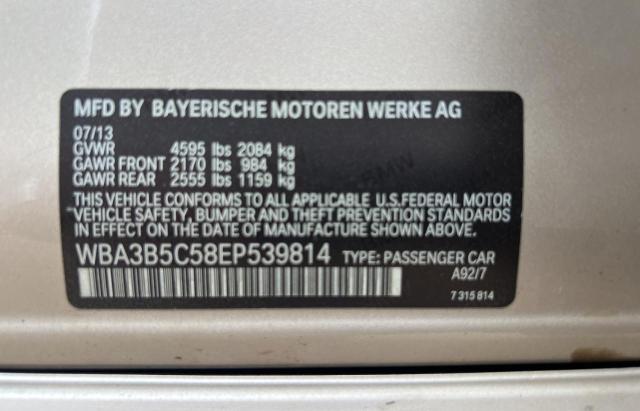 MFD BY BAYERISCHE MOTOREN WERKE AG
07/13
GVWR 4595 lbs 2084 kg
GAWR FRONT 2170 lbs 984 kg
GAWR REAR 2555 lbs 1159 kg
THIS VEHICLE CONFORMS TO ALL APPLICABLE U.S.FEDERAL MOTOR
VEHICLE SAFETY, BUMPER AND THEFT PREVENTION STANDARDS
IN EFFECT ON THE DATE OF MANUFACTURE SHOWN ABOVE.
WBA3B5C58EP539814 TYPE: PASSENGER CAR
A92/7
7 315 814